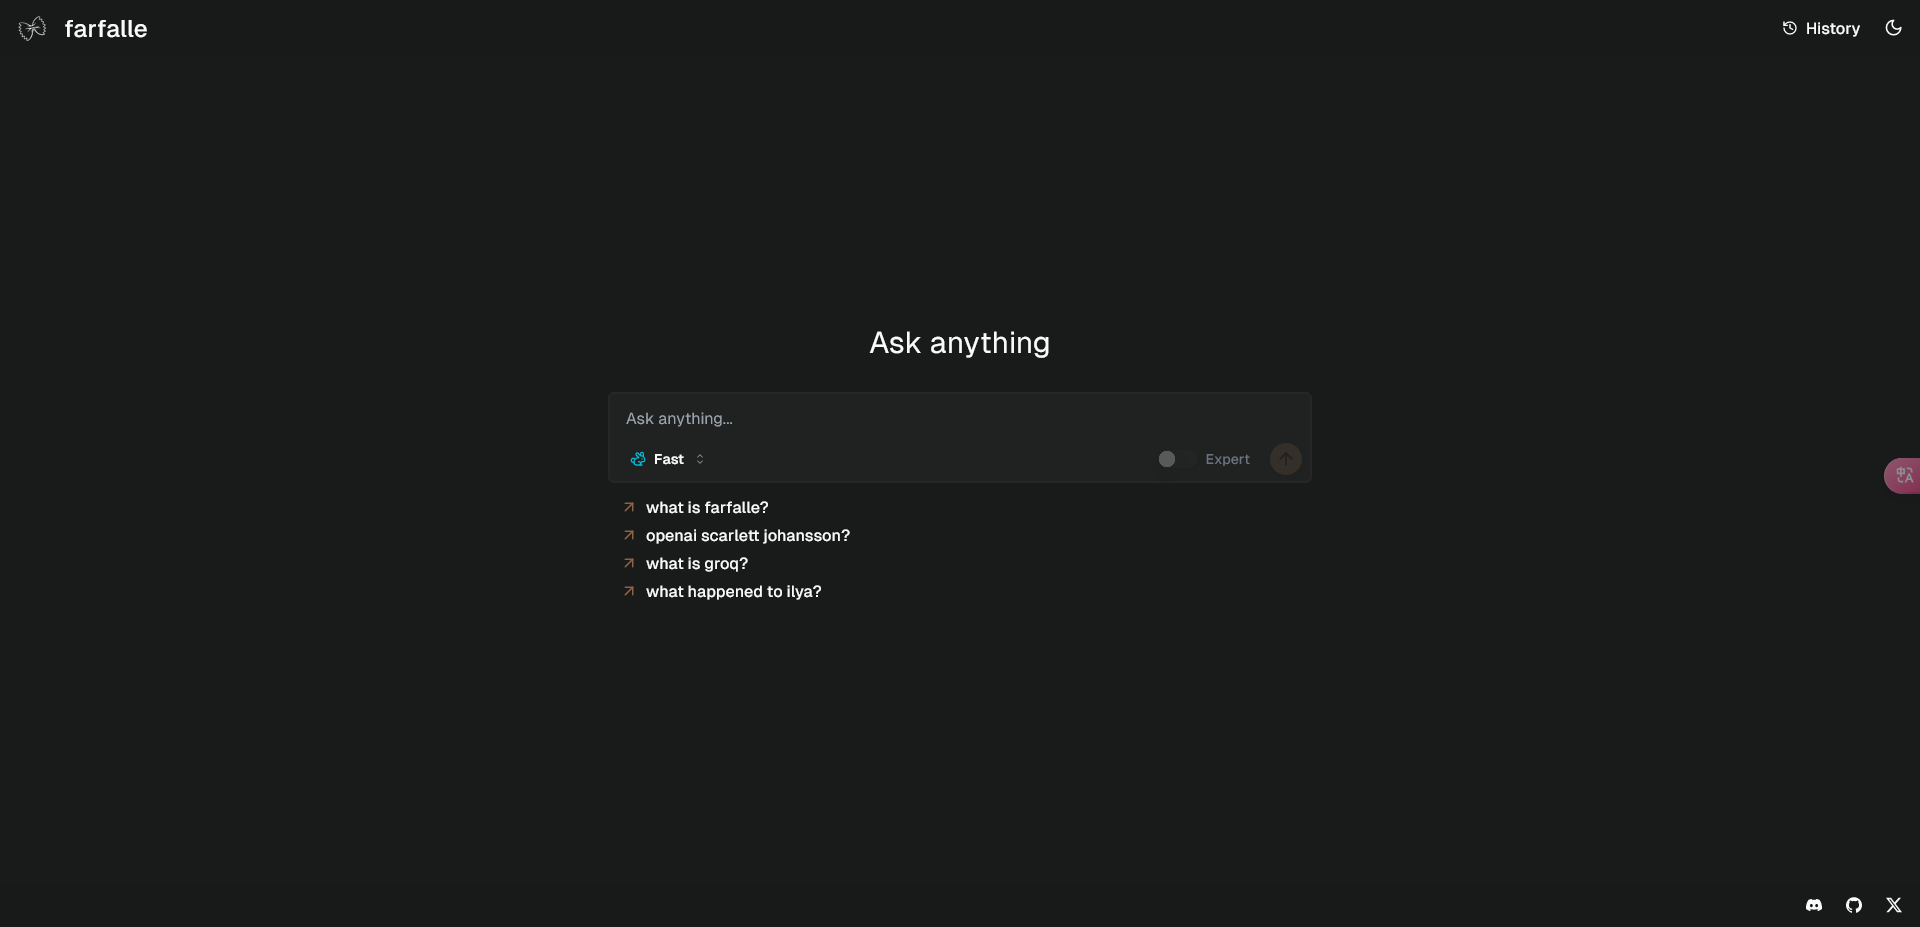 farfalle
History
Ask anything
Ask anything...
Fast
Expert
what is farfalle?
openai scarlett johansson?
what is groq?
what happened to ilya?